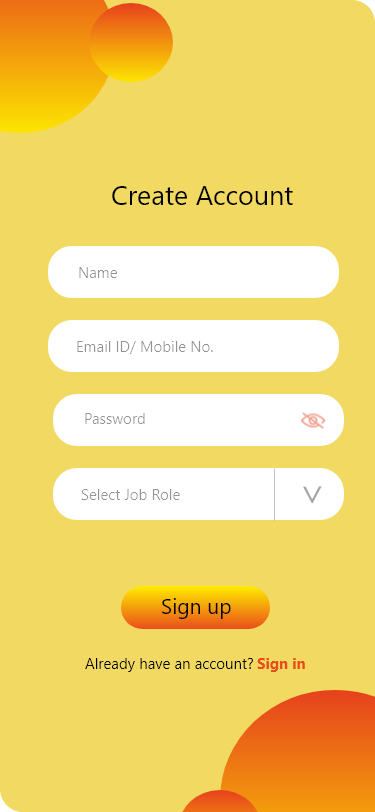 Create Account
Name
Email ID/ Mobile No.
Password
Select Job Role
Sign up
Already have an account? Sign in